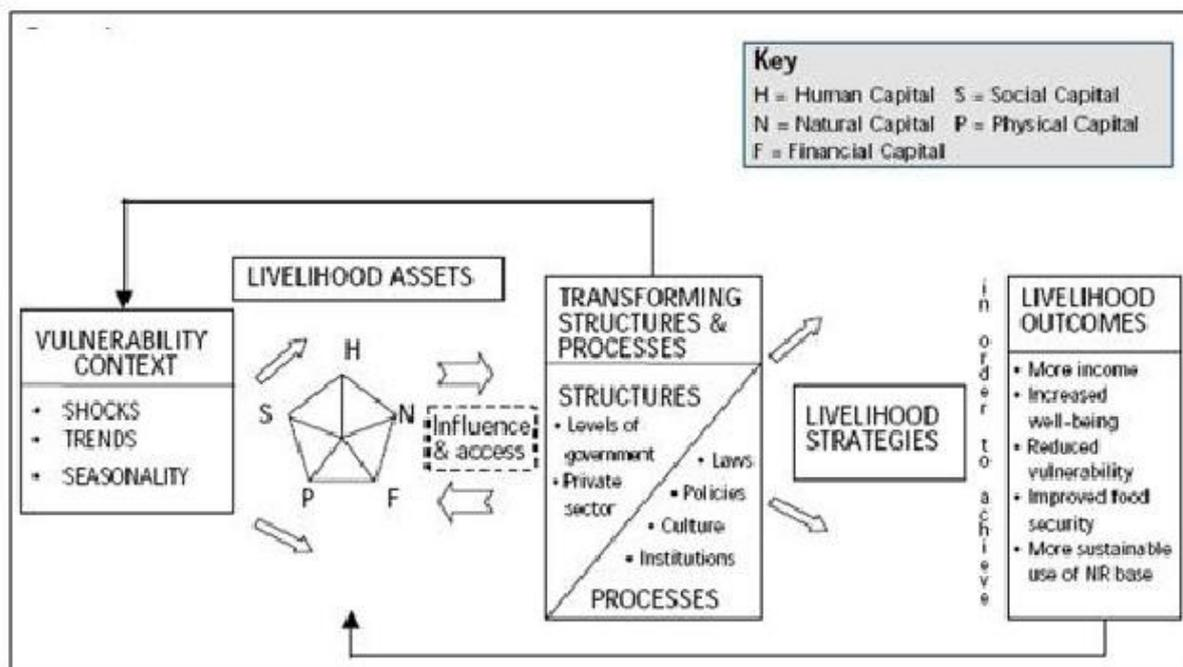 Key
H = Human Capital S = Social Capital
N = Natural Capital P = Physical Capital
F = Financial Capital
LIVELIHOOD ASSETS
VULNERABILITY
CONTEXT
• SHOCKS
• TRENDS
• SEASONALITY
H
S
N
P
F
Influence
& access
TRANSFORMING
STRUCTURES &
PROCESSES
STRUCTURES
• Levels of
government
• Private
sector
• Laws
• Policies
• Culture
• Institutions
PROCESSES
LIVELIHOOD
STRATEGIES
in order to achieve
LIVELIHOOD
OUTCOMES
• More income
• Increased
well-being
• Reduced
vulnerability
• Improved food
security
• More sustainable
use of NR base